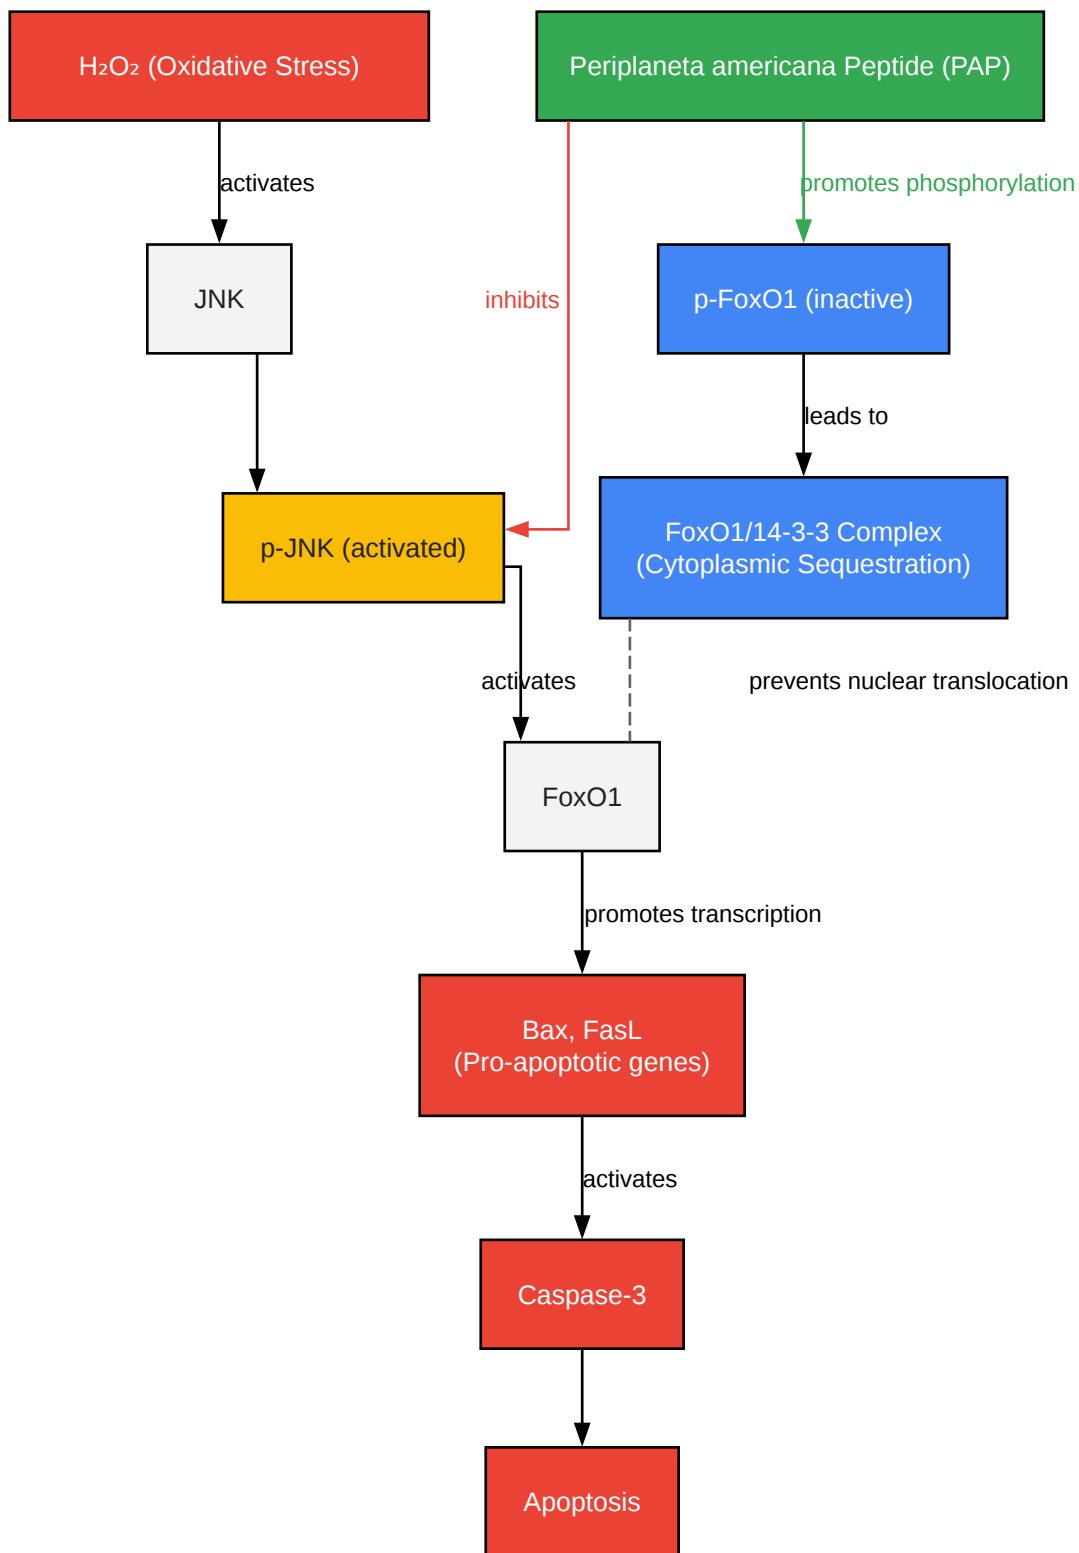 H₂O₂ (Oxidative Stress)
Periplaneta americana Peptide (PAP)
activates
promotes phosphorylation
JNK
inhibits
p-FoxO1 (inactive)
leads to
p-JNK (activated)
FoxO1/14-3-3 Complex
(Cytoplasmic Sequestration)
activates
prevents nuclear translocation
FoxO1
promotes transcription
Bax, FasL
(Pro-apoptotic genes)
activates
Caspase-3
Apoptosis